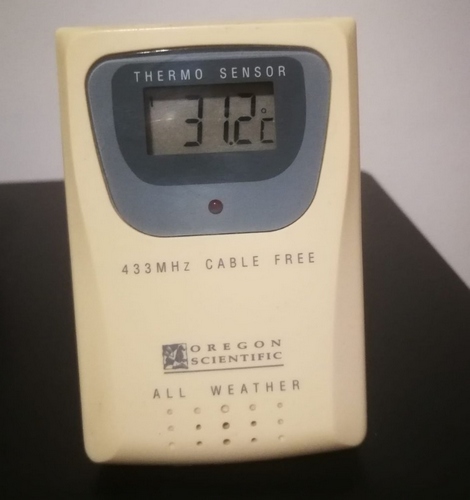 THERMO SENSOR
31.2°C
433MHz CABLE FREE
OREGON
SCIENTIFIC
ALL WEATHER